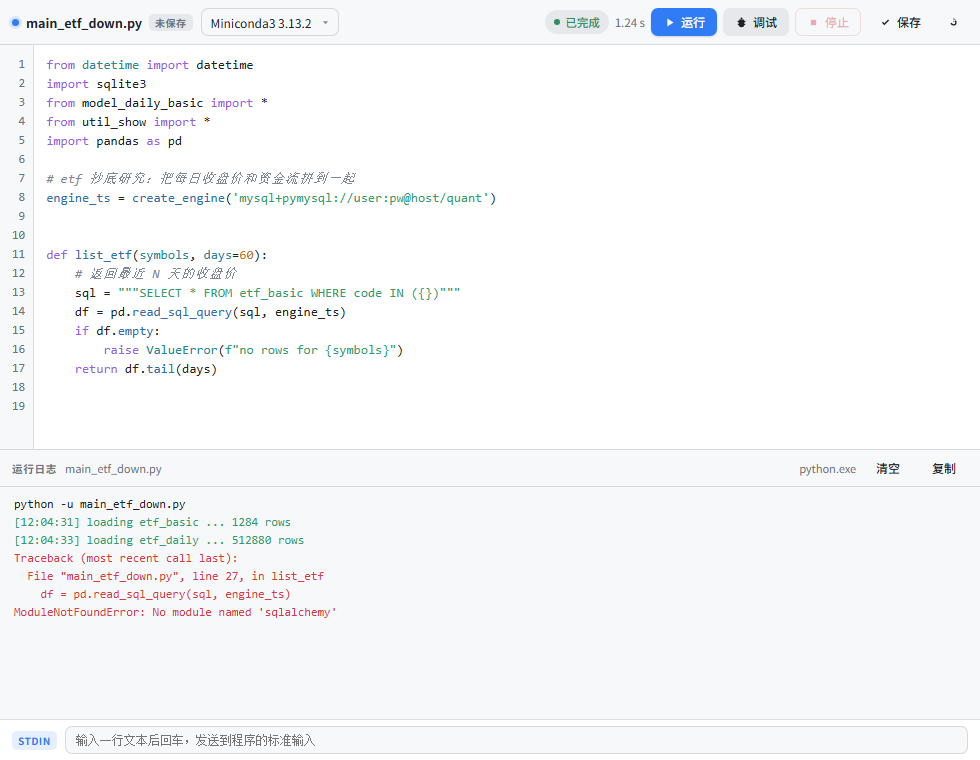 main_etf_down.py 未保存 Miniconda3 3.13.2 已完成 1.24 s 运行 调试 停止 保存
1 from datetime import datetime
2 import sqlite3
3 from model_daily_basic import *
4 from util_show import *
5 import pandas as pd
6
7 # etf 抄底研究: 把每日收盘价和资金流拼到一起
8 engine_ts = create_engine('mysql+pymysql://user:pw@host/quant')
9
10
11 def list_etf(symbols, days=60):
12     # 返回最近 N 天的收盘价
13     sql = """SELECT * FROM etf_basic WHERE code IN ({})"""
14     df = pd.read_sql_query(sql, engine_ts)
15     if df.empty:
16         raise ValueError(f"no rows for {symbols}")
17     return df.tail(days)
18
19
运行日志 main_etf_down.py python.exe 清空 复制
python -u main_etf_down.py
[12:04:31] loading etf_basic ... 1284 rows
[12:04:33] loading etf_daily ... 512880 rows
Traceback (most recent call last):
  File "main_etf_down.py", line 27, in list_etf
    df = pd.read_sql_query(sql, engine_ts)
ModuleNotFoundError: No module named 'sqlalchemy'
STDIN 输入一行文本后回车，发送到程序的标准输入